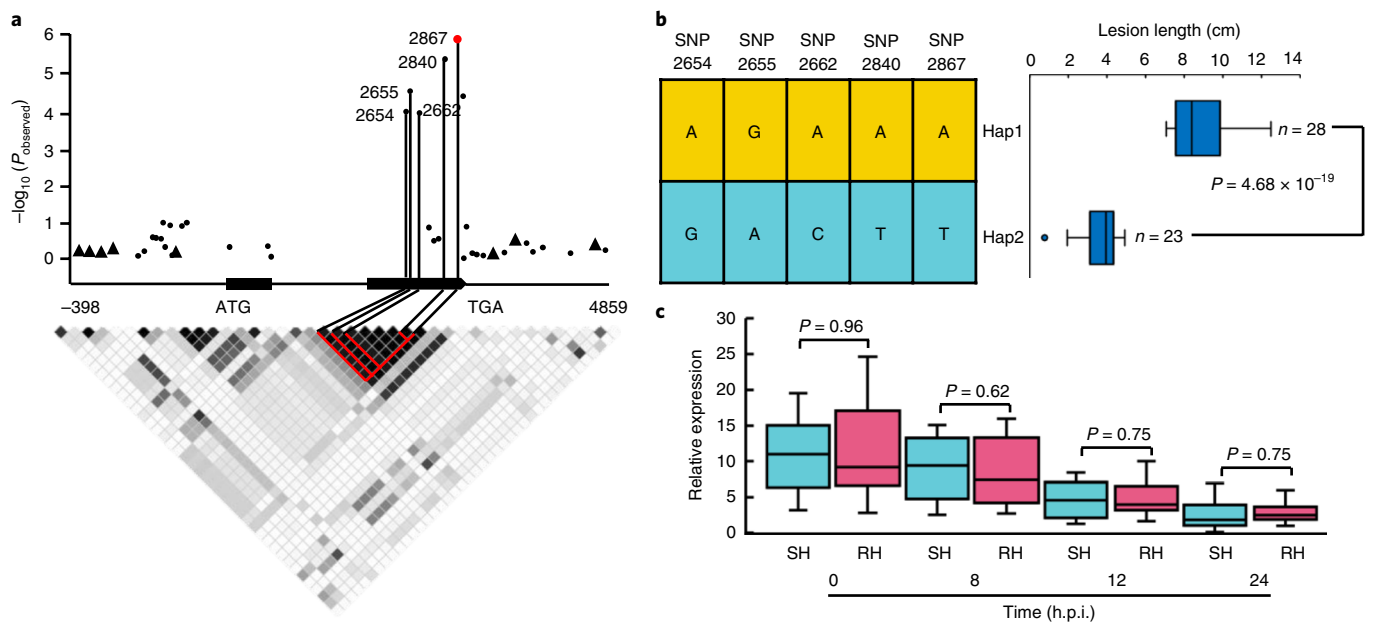 a
−log10 (Pobserved)
6
5
4
3
2
1
0
2867
2840
2655
2654
2662
−398
ATG
TGA
4859
b
SNP 2654
SNP 2655
SNP 2662
SNP 2840
SNP 2867
A G A A A
G A C T T
Hap1
Hap2
Lesion length (cm)
0 2 4 6 8 10 12 14
n = 28
P = 4.68 × 10−19
n = 23
c
Relative expression
30
25
20
15
10
5
0
P = 0.96
P = 0.62
P = 0.75
P = 0.75
SH RH SH RH SH RH SH RH
0 8 12 24
Time (h.p.i.)